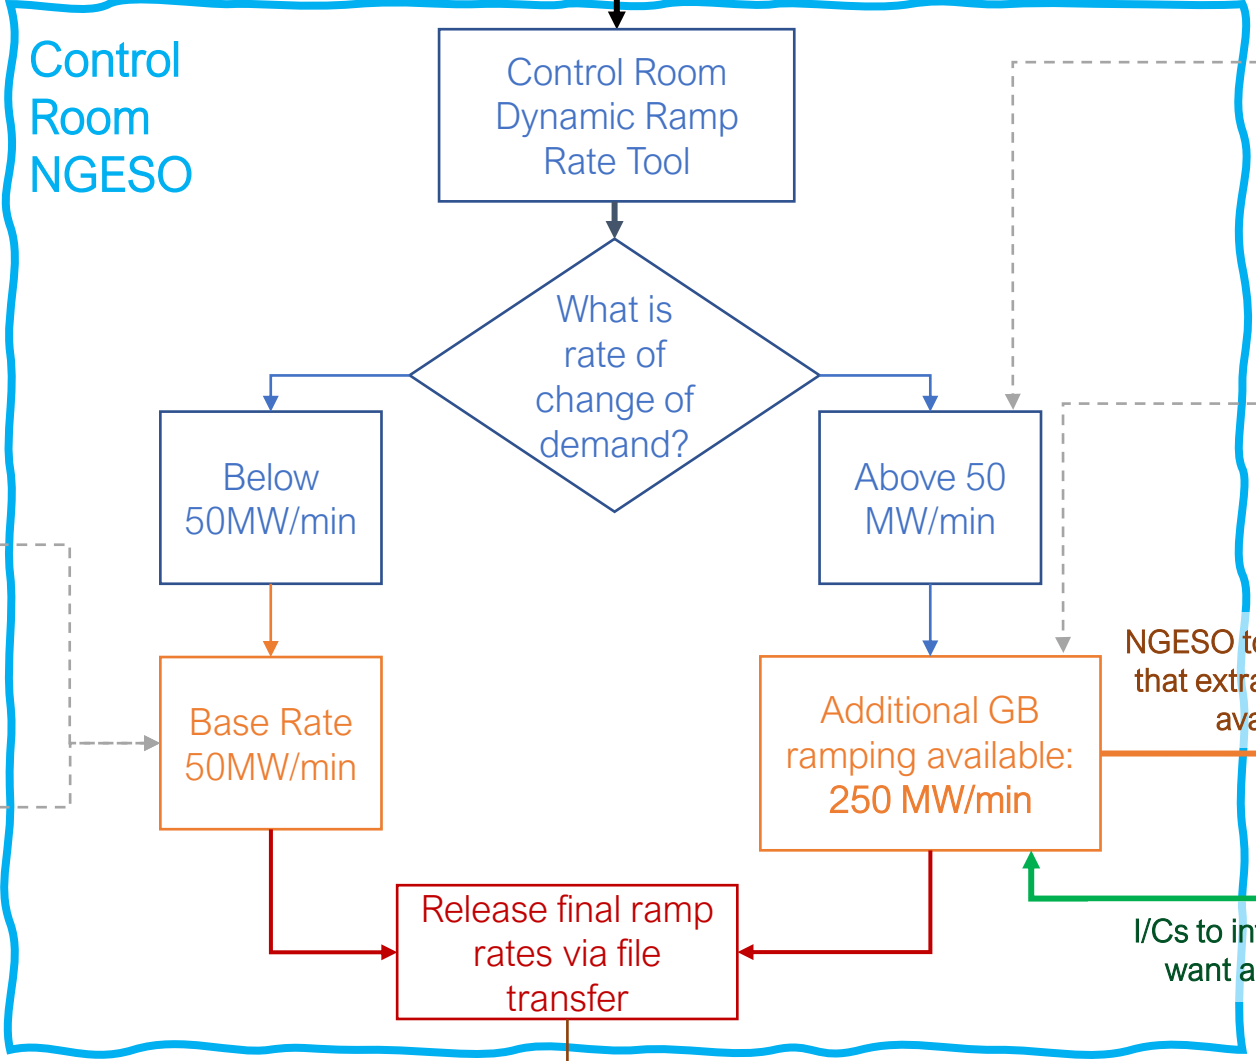 Control
Room
NGESO
Control Room
Dynamic Ramp
Rate Tool
What is
rate of
change of
demand?
Below
50MW/min
Above 50
MW/min
Base Rate
50MW/min
Additional GB
ramping available:
250 MW/min
NGESO to
that extra
I/Cs to
want
Release final ramp
rates via file
transfer